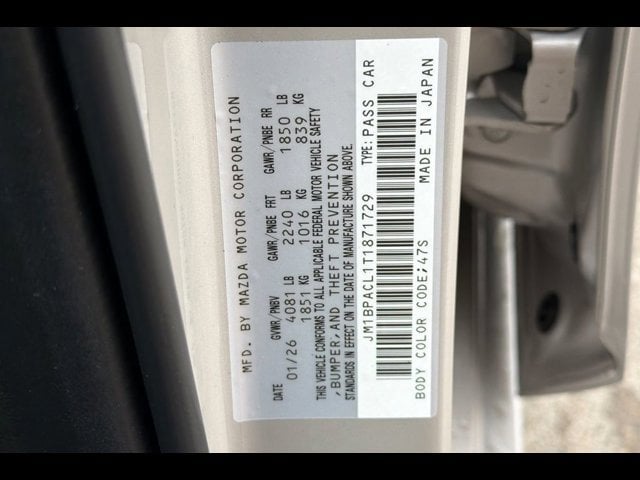 MFD. BY MAZDA MOTOR CORPORATION
DATE GVWR/PNBV GAWR/PNBE FRT GAWR/PNBE RR
01/26 4081 LB 2240 LB 1850 LB
1851 KG 1016 KG 839 KG
THIS VEHICLE CONFORMS TO ALL APPLICABLE FEDERAL MOTOR VEHICLE SAFETY
,BUMPER,AND THEFT PREVENTION
STANDARDS IN EFFECT ON THE DATE OF MANUFACTURE SHOWN ABOVE.
JM1BPACL1T1871729 TYPE:PASS CAR
BODY COLOR CODE;47S MADE IN JAPAN